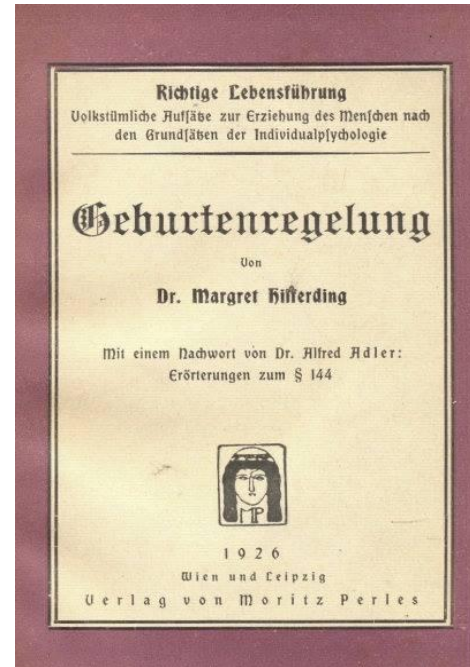 Richtige Lebensführung
Volkstümliche Aufsätze zur Erziehung des Menschen nach
den Grundsätzen der Individualpsychologie
Geburtenregelung
Von
Dr. Margret Hilferding
Mit einem Nachwort von Dr. Alfred Adler:
Erörterungen zum § 144
MP
1926
Wien und Leipzig
Verlag von Moritz Perles